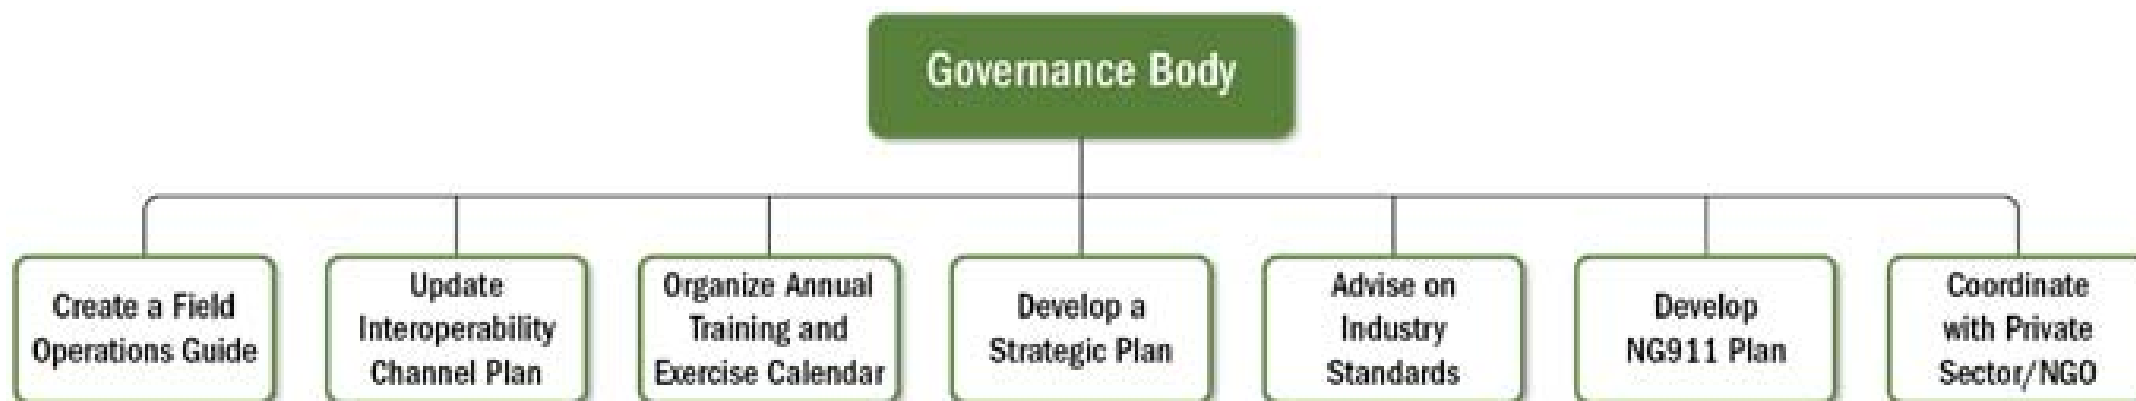 Governance Body
Create a Field
Operations Guide
Update
Interoperability
Channel Plan
Organize Annual
Training and
Exercise Calendar
Develop a
Strategic Plan
Advise on
Industry
Standards
Develop
NG911 Plan
Coordinate
with Private
Sector/NGO